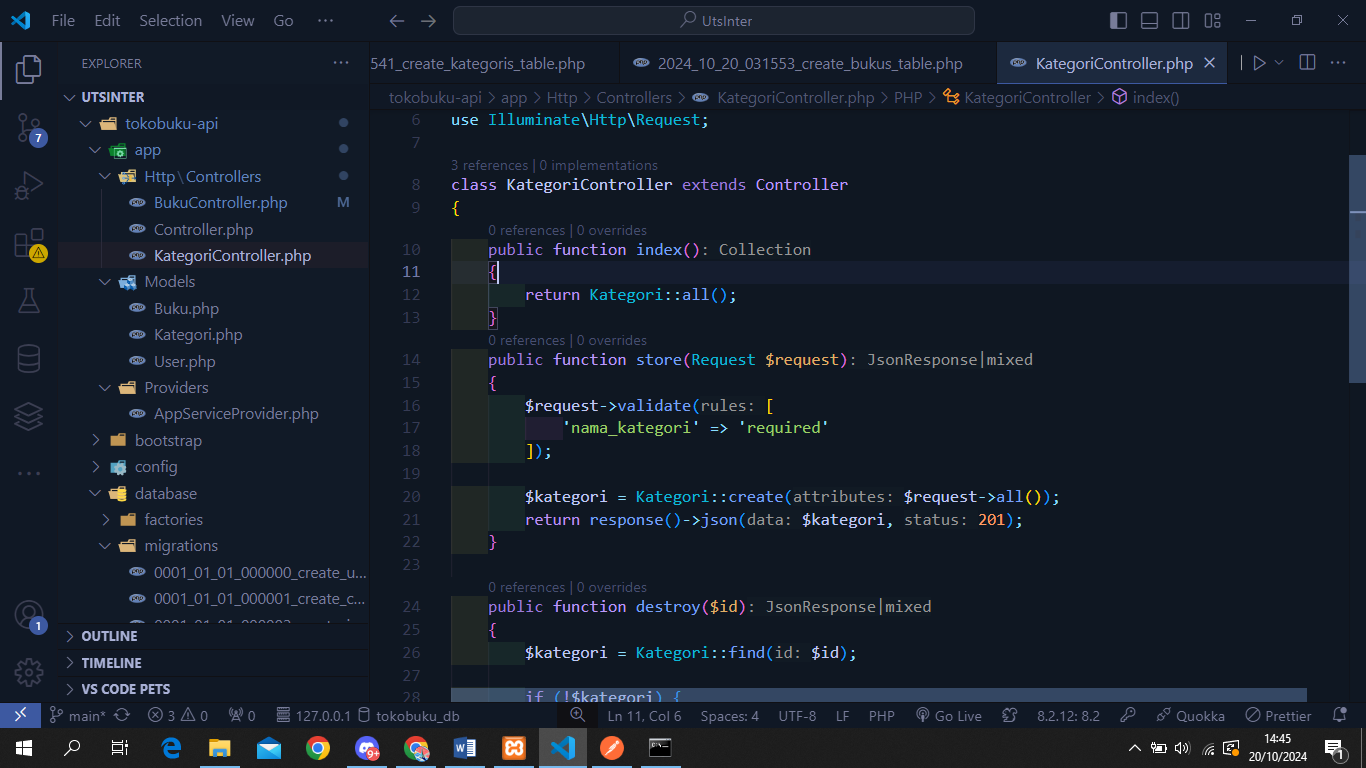 File Edit Selection View Go ··· UtsInter
EXPLORER ···
541_create_kategoris_table.php 2024_10_20_031553_create_bukus_table.php KategoriController.php
tokobuku-api > app > Http > Controllers > KategoriController.php > PHP > KategoriController > index()
UTSINTER
tokobuku-api
app
Http \ Controllers
BukuController.php M
Controller.php
KategoriController.php
Models
Buku.php
Kategori.php
User.php
Providers
AppServiceProvider.php
bootstrap
config
database
factories
migrations
0001_01_01_000000_create_u...
0001_01_01_000001_create_c...
OUTLINE
TIMELINE
VS CODE PETS
7
1
6 use Illuminate\Http\Request;
7
3 references | 0 implementations
8 class KategoriController extends Controller
9 {
0 references | 0 overrides
10 public function index(): Collection
11 {
12 return Kategori::all();
13 }
0 references | 0 overrides
14 public function store(Request $request): JsonResponse|mixed
15 {
16 $request->validate(rules: [
17 'nama_kategori' => 'required'
18 ]);
19
20 $kategori = Kategori::create(attributes: $request->all());
21 return response()->json(data: $kategori, status: 201);
22 }
23
0 references | 0 overrides
24 public function destroy($id): JsonResponse|mixed
25 {
26 $kategori = Kategori::find(id: $id);
27
28 if (!$kategori) {
main* 3 0 0 127.0.0.1 tokobuku_db Ln 11, Col 6 Spaces: 4 UTF-8 LF PHP Go Live 8.2.12: 8.2 Quokka Prettier
9+
14:45
20/10/2024
1